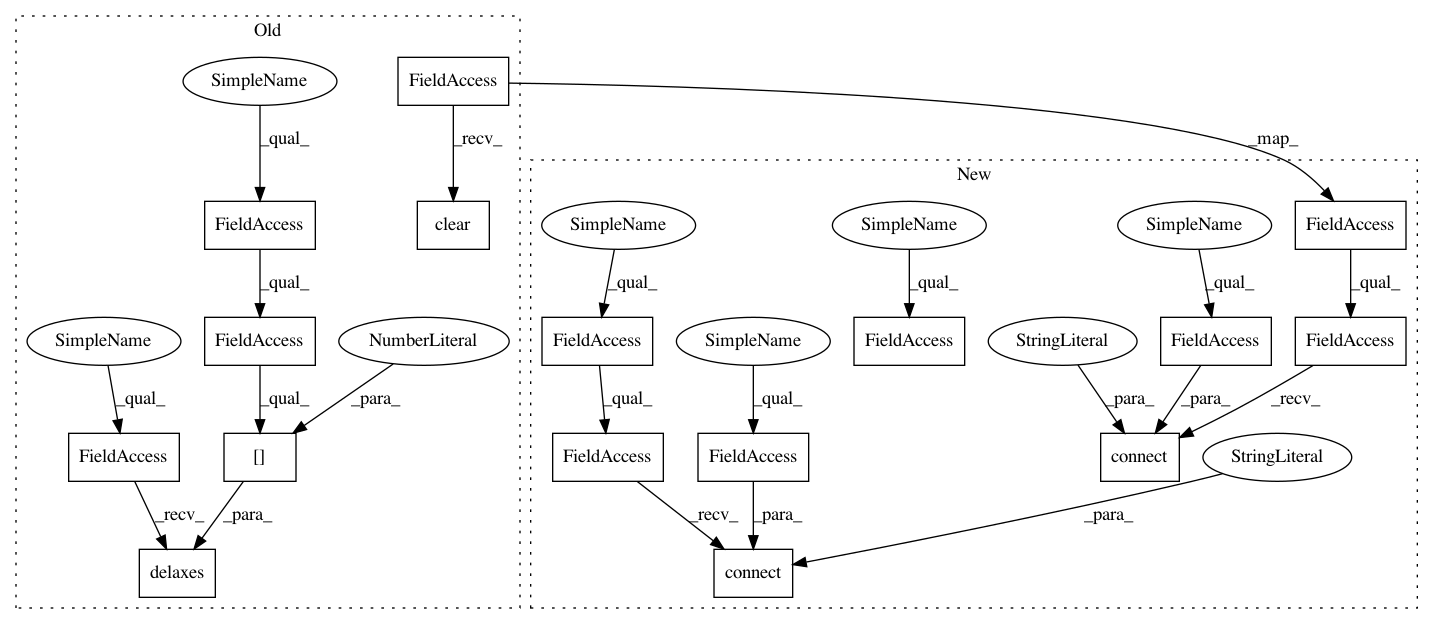 Old
SimpleName
FieldAccess
_qual_
_recv_
_map_
New
FieldAccess
clear
SimpleName
SimpleName
SimpleName
FieldAccess
_qual_
_qual_
_qual_
_qual_
_qual_
SimpleName
FieldAccess
NumberLiteral
FieldAccess
SimpleName
FieldAccess
StringLiteral
FieldAccess
FieldAccess
_qual_
_qual_
_para_
_qual_
_qual_
_para_
_para_
_recv_
FieldAccess
[]
FieldAccess
FieldAccess
connect
StringLiteral
_recv_
_para_
_recv_
_para_
_para_
delaxes
connect